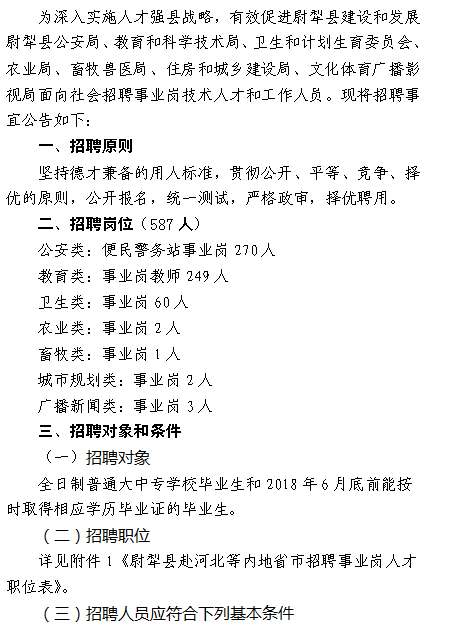 为深入实施人才强县战略，有效促进尉犁县建设和发展
尉犁县公安局、教育和科学技术局、卫生和计划生育委员会、
农业局、畜牧兽医局、住房和城乡建设局、文化体育广播影
视局面向社会招聘事业岗技术人才和工作人员。现将招聘事
宜公告如下：
一、招聘原则
坚持德才兼备的用人标准，贯彻公开、平等、竞争、择
优的原则，公开报名，统一测试，严格政审，择优聘用。
二、招聘岗位（587 人）
公安类：便民警务站事业岗 270 人
教育类：事业岗教师 249 人
卫生类：事业岗 60 人
农业类：事业岗 2 人
畜牧类：事业岗 1 人
城市规划类：事业岗 2 人
广播新闻类：事业岗 3 人
三、招聘对象和条件
（一）招聘对象
全日制普通大中专学校毕业生和 2018 年 6 月底前能按
时取得相应学历毕业证的毕业生。
（二）招聘职位
详见附件 1《尉犁县赴河北等内地省市招聘事业岗人才
职位表》。
（三）招聘人员应符合下列基本条件